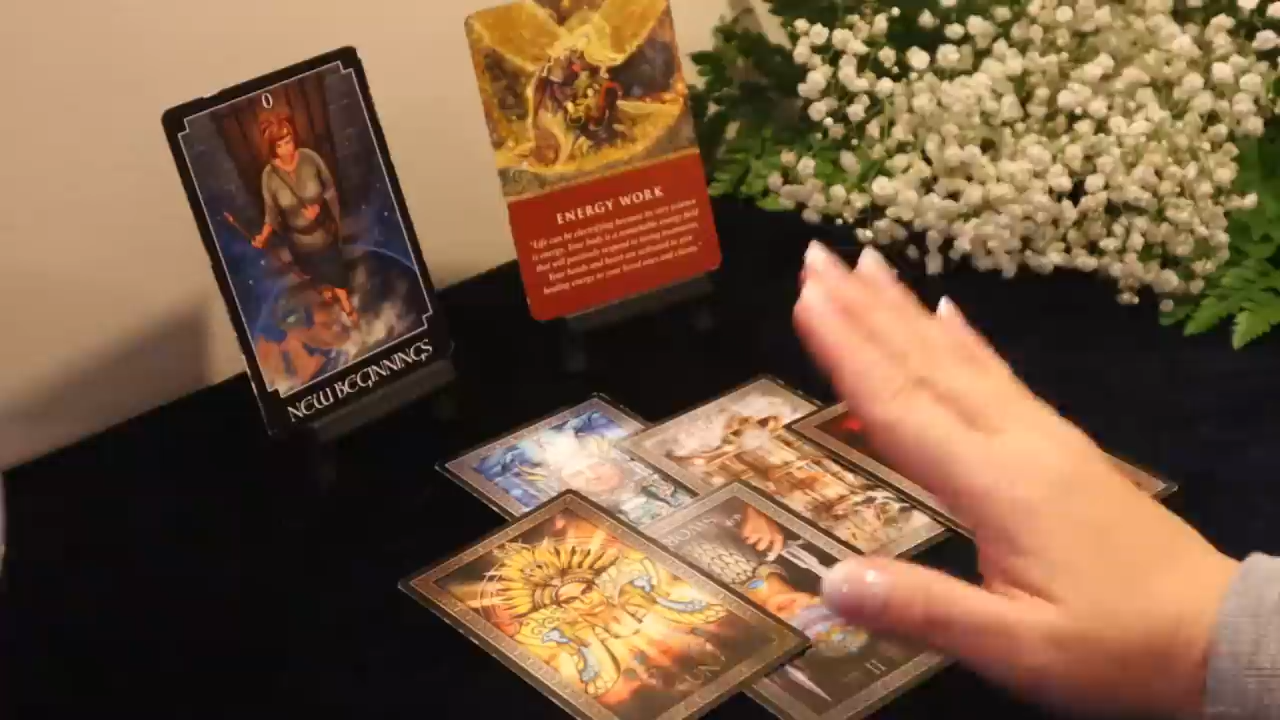 0
NEW BEGINNINGS
ENERGY WORK
"Life can be electrifying because its very essence
is energy. Your body is a remarkable energy field
that will positively respond to healing treatments.
Your hands and heart are activated to give
healing energy to your loved ones and clients."
II